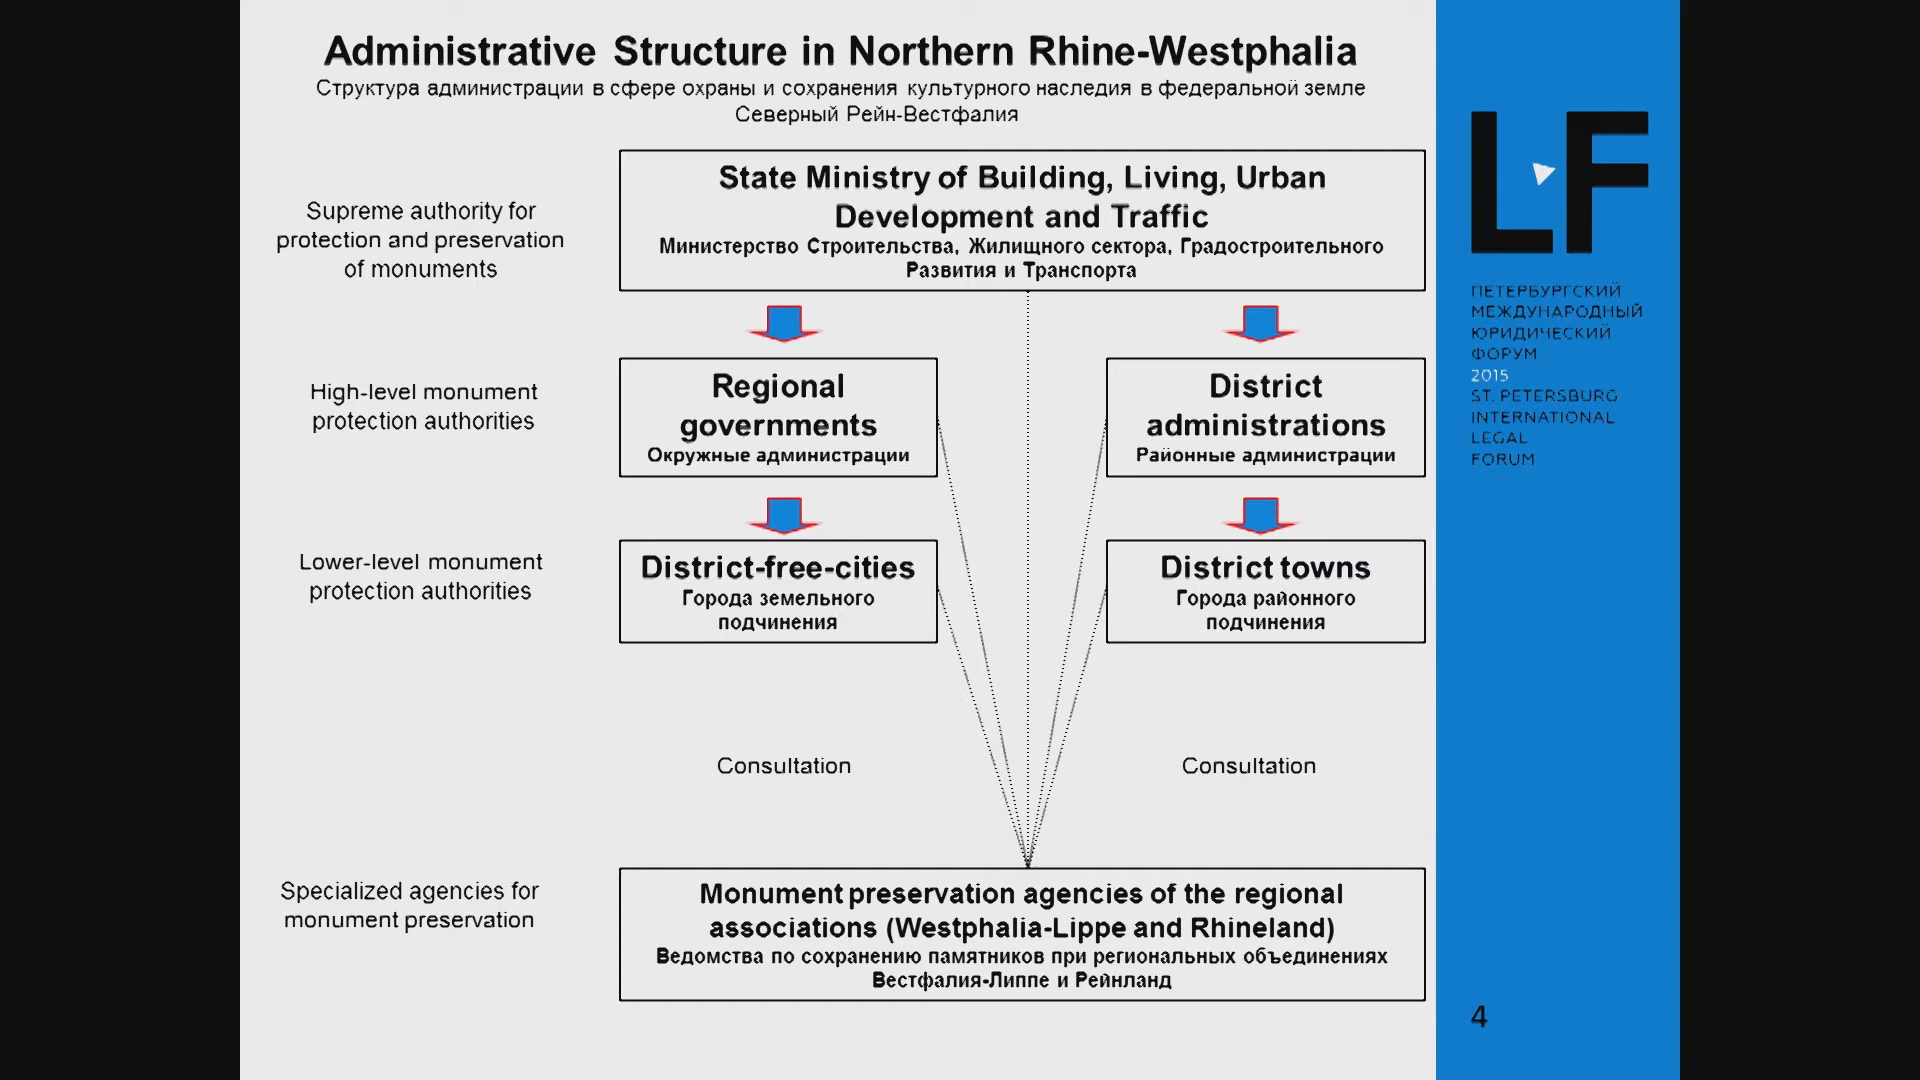 Administrative Structure in Northern Rhine-Westphalia
Структура администрации в сфере охраны и сохранения культурного наследия в федеральной земле
Северный Рейн-Вестфалия
Supreme authority for
protection and preservation
of monuments
State Ministry of Building, Living, Urban
Development and Traffic
Министерство Строительства, Жилищного сектора, Градостроительного
Развития и Транспорта
High-level monument
protection authorities
Regional
governments
Окружные администрации
District
administrations
Районные администрации
Lower-level monument
protection authorities
District-free-cities
Города земельного
подчинения
District towns
Города районного
подчинения
Consultation
Consultation
Specialized agencies for
monument preservation
Monument preservation agencies of the regional
associations (Westphalia-Lippe and Rhineland)
Ведомства по сохранению памятников при региональных объединениях
Вестфалия-Липпе и Рейнланд
LF
ПЕТЕРБУРГСКИЙ
МЕЖДУНАРОДНЫЙ
ЮРИДИЧЕСКИЙ
ФОРУМ
2015
ST. PETERSBURG
INTERNATIONAL
LEGAL
FORUM
4